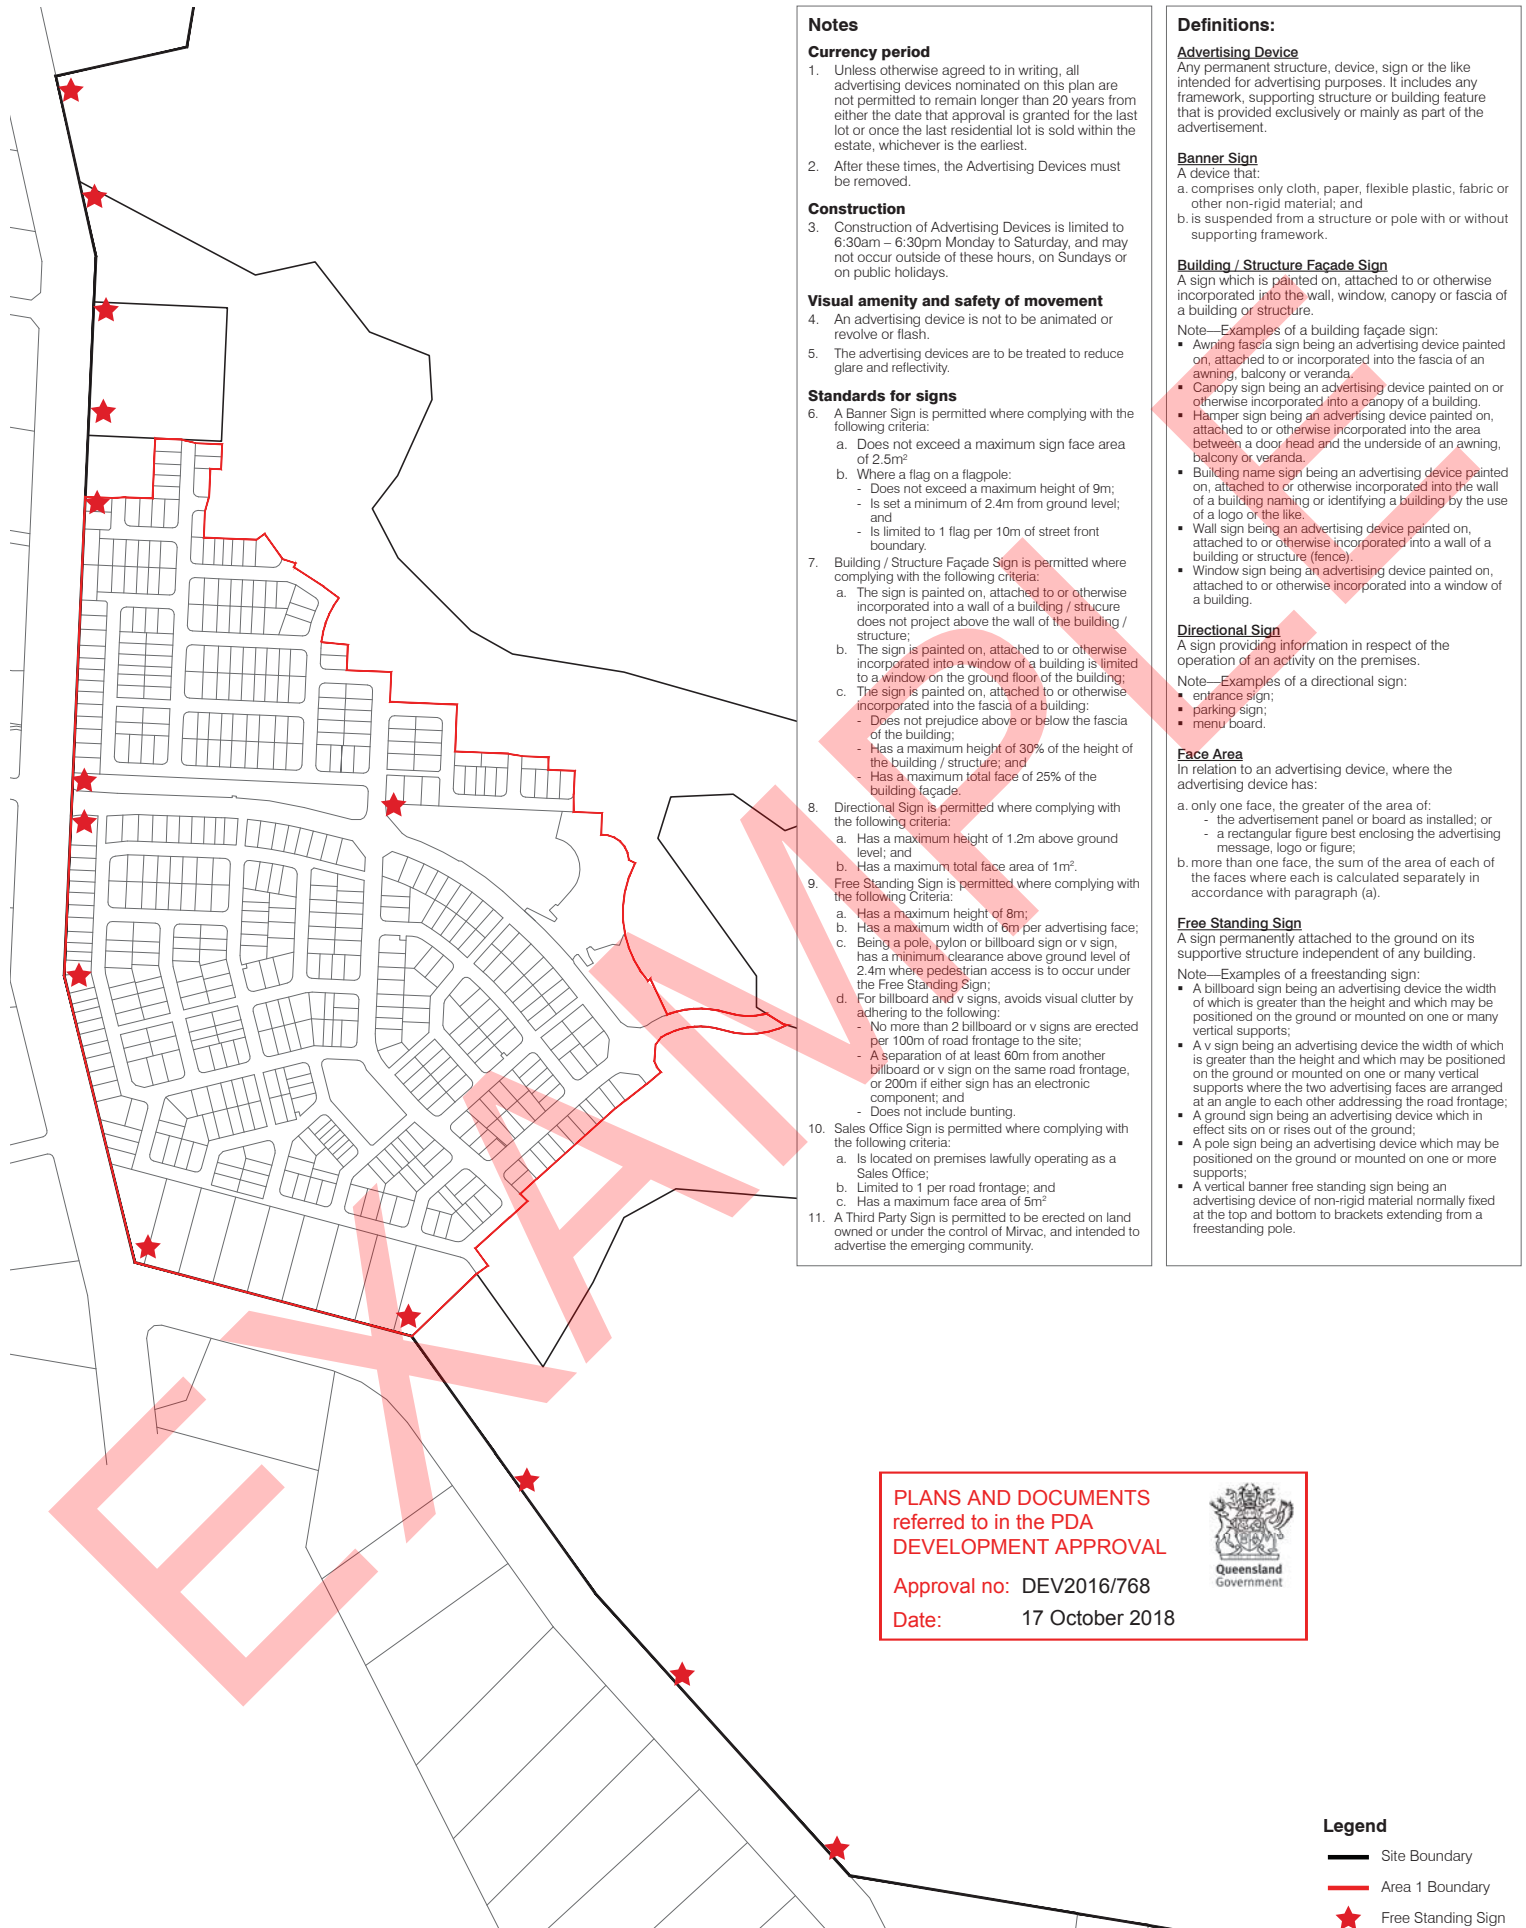 Notes
Currency period
1. Unless otherwise agreed to in writing, all
advertising devices nominated on this plan are
not permitted to remain longer than 20 years from
either the date that approval is granted for the last
lot or once the last residential lot is sold within the
estate, whichever is the earliest.
2. After these times, the Advertising Devices must
be removed.
Construction
3. Construction of Advertising Devices is limited to
6:30am – 6:30pm Monday to Saturday, and may
not occur outside of these hours, on Sundays or
on public holidays.
Visual amenity and safety of movement
4. An advertising device is not to be animated or
revolve or flash.
5. The advertising devices are to be treated to reduce
glare and reflectivity.
Standards for signs
6. A Banner Sign is permitted where complying with the
following criteria:
a. Does not exceed a maximum sign face area
of 2.5m²
b. Where a flag on a flagpole:
- Does not exceed a maximum height of 9m;
- Is set a minimum of 2.4m from ground level;
and
- Is limited to 1 flag per 10m of street front
boundary.
7. Building / Structure Façade Sign is permitted where
complying with the following criteria:
a. The sign is painted on, attached to or otherwise
incorporated into a wall of a building / strucure
does not project above the wall of the building /
structure;
b. The sign is painted on, attached to or otherwise
incorporated into a window of a building is limited
to a window on the ground floor of the building;
c. The sign is painted on, attached to or otherwise
incorporated into the fascia of a building:
- Does not prejudice above or below the fascia
of the building;
- Has a maximum height of 30% of the height of
the building / structure; and
- Has a maximum total face of 25% of the
building façade.
8. Directional Sign is permitted where complying with
the following criteria:
a. Has a maximum height of 1.2m above ground
level; and
b. Has a maximum total face area of 1m².
9. Free Standing Sign is permitted where complying with
the following Criteria:
a. Has a maximum height of 8m;
b. Has a maximum width of 6m per advertising face;
c. Being a pole, pylon or billboard sign or v sign,
has a minimum clearance above ground level of
2.4m where pedestrian access is to occur under
the Free Standing Sign;
d. For billboard and v signs, avoids visual clutter by
adhering to the following:
- No more than 2 billboard or v signs are erected
per 100m of road frontage to the site;
- A separation of at least 60m from another
billboard or v sign on the same road frontage,
or 200m if either sign has an electronic
component; and
- Does not include bunting.
10. Sales Office Sign is permitted where complying with
the following criteria:
a. Is located on premises lawfully operating as a
Sales Office;
b. Limited to 1 per road frontage; and
c. Has a maximum face area of 5m²
11. A Third Party Sign is permitted to be erected on land
owned or under the control of Mirvac, and intended to
advertise the emerging community.
Definitions:
Advertising Device
Any permanent structure, device, sign or the like
intended for advertising purposes. It includes any
framework, supporting structure or building feature
that is provided exclusively or mainly as part of the
advertisement.
Banner Sign
A device that:
a. comprises only cloth, paper, flexible plastic, fabric or
other non-rigid material; and
b. is suspended from a structure or pole with or without
supporting framework.
Building / Structure Façade Sign
A sign which is painted on, attached to or otherwise
incorporated into the wall, window, canopy or fascia of
a building or structure.
Note—Examples of a building façade sign:
▪ Awning fascia sign being an advertising device painted
on, attached to or incorporated into the fascia of an
awning, balcony or veranda.
▪ Canopy sign being an advertising device painted on or
otherwise incorporated into a canopy of a building.
▪ Hamper sign being an advertising device painted on,
attached to or otherwise incorporated into the area
between a door head and the underside of an awning,
balcony or veranda.
▪ Building name sign being an advertising device painted
on, attached to or otherwise incorporated into the wall
of a building naming or identifying a building by the use
of a logo or the like.
▪ Wall sign being an advertising device painted on,
attached to or otherwise incorporated into a wall of a
building or structure (fence).
▪ Window sign being an advertising device painted on,
attached to or otherwise incorporated into a window of
a building.
Directional Sign
A sign providing information in respect of the
operation of an activity on the premises.
Note—Examples of a directional sign:
▪ entrance sign;
▪ parking sign;
▪ menu board.
Face Area
In relation to an advertising device, where the
advertising device has:
a. only one face, the greater of the area of:
- the advertisement panel or board as installed; or
- a rectangular figure best enclosing the advertising
message, logo or figure;
b. more than one face, the sum of the area of each of
the faces where each is calculated separately in
accordance with paragraph (a).
Free Standing Sign
A sign permanently attached to the ground on its
supportive structure independent of any building.
Note—Examples of a freestanding sign:
▪ A billboard sign being an advertising device the width
of which is greater than the height and which may be
positioned on the ground or mounted on one or many
vertical supports;
▪ A v sign being an advertising device the width of which
is greater than the height and which may be positioned
on the ground or mounted on one or many vertical
supports where the two advertising faces are arranged
at an angle to each other addressing the road frontage;
▪ A ground sign being an advertising device which in
effect sits on or rises out of the ground;
▪ A pole sign being an advertising device which may be
positioned on the ground or mounted on one or more
supports;
▪ A vertical banner free standing sign being an
advertising device of non-rigid material normally fixed
at the top and bottom to brackets extending from a
freestanding pole.
EXAMPLE
PLANS AND DOCUMENTS
referred to in the PDA
DEVELOPMENT APPROVAL
Approval no: DEV2016/768
Date: 17 October 2018
Queensland
Government
Legend
Site Boundary
Area 1 Boundary
Free Standing Sign